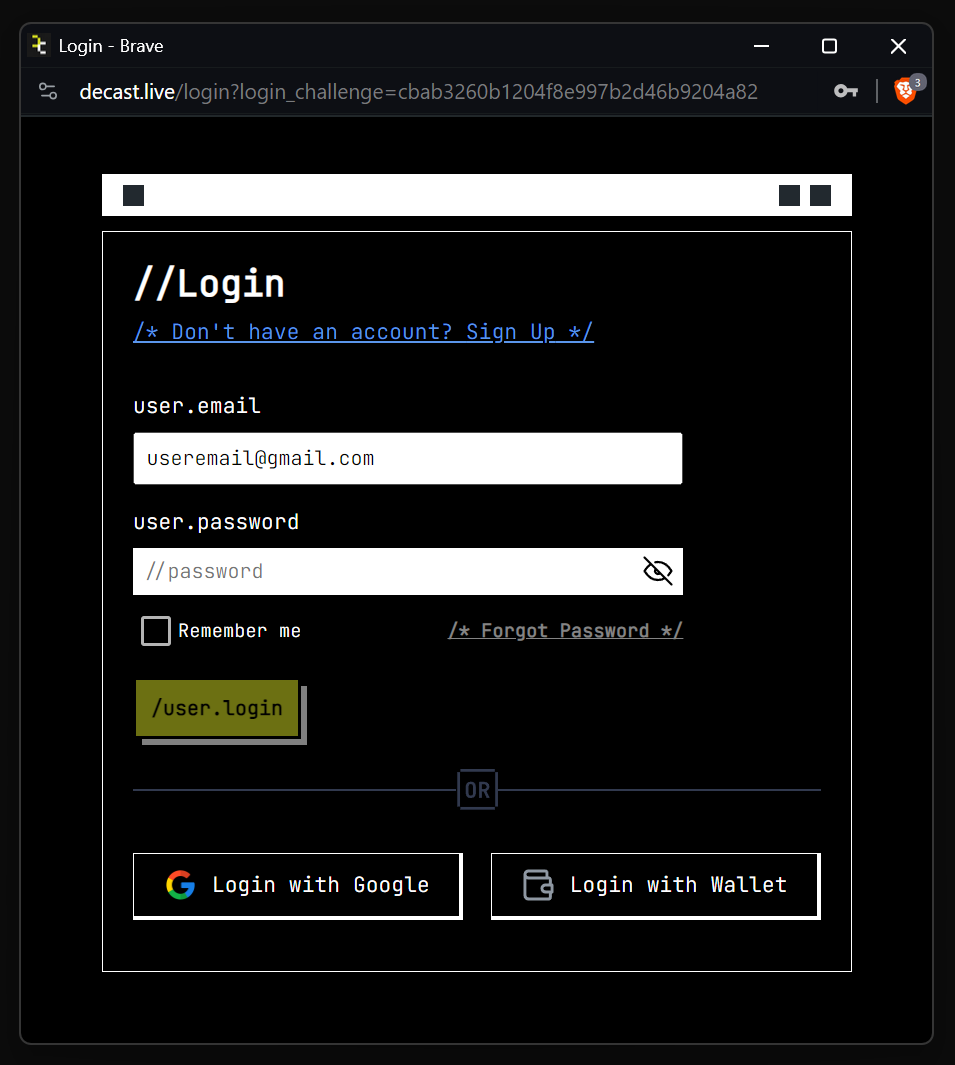 Login - Brave
decast.live/login?login_challenge=cbab3260b1204f8e997b2d46b9204a82
3
//Login
/* Don't have an account? Sign Up */
user.email
useremail@gmail.com
user.password
//password
Remember me
/* Forgot Password */
/user.login
OR
Login with Google
Login with Wallet